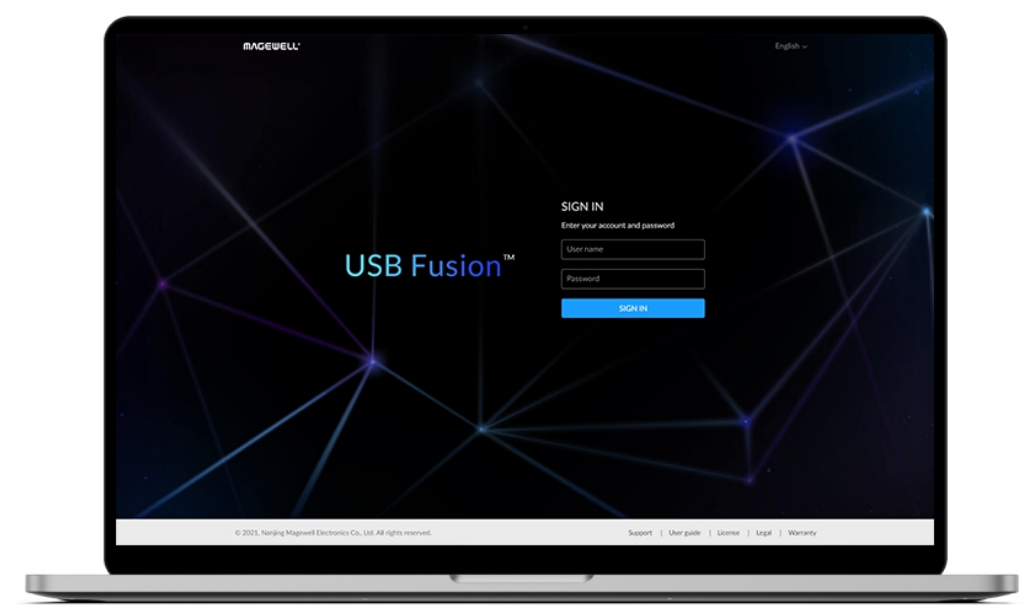 MAGEWELL®
English
SIGN IN
Enter your account and password
User name
USB Fusion™
Password
SIGN IN
© 2021, Nanjing Magewell Electronics Co., Ltd. All rights reserved.
Support | User guide | License | Legal | Warranty